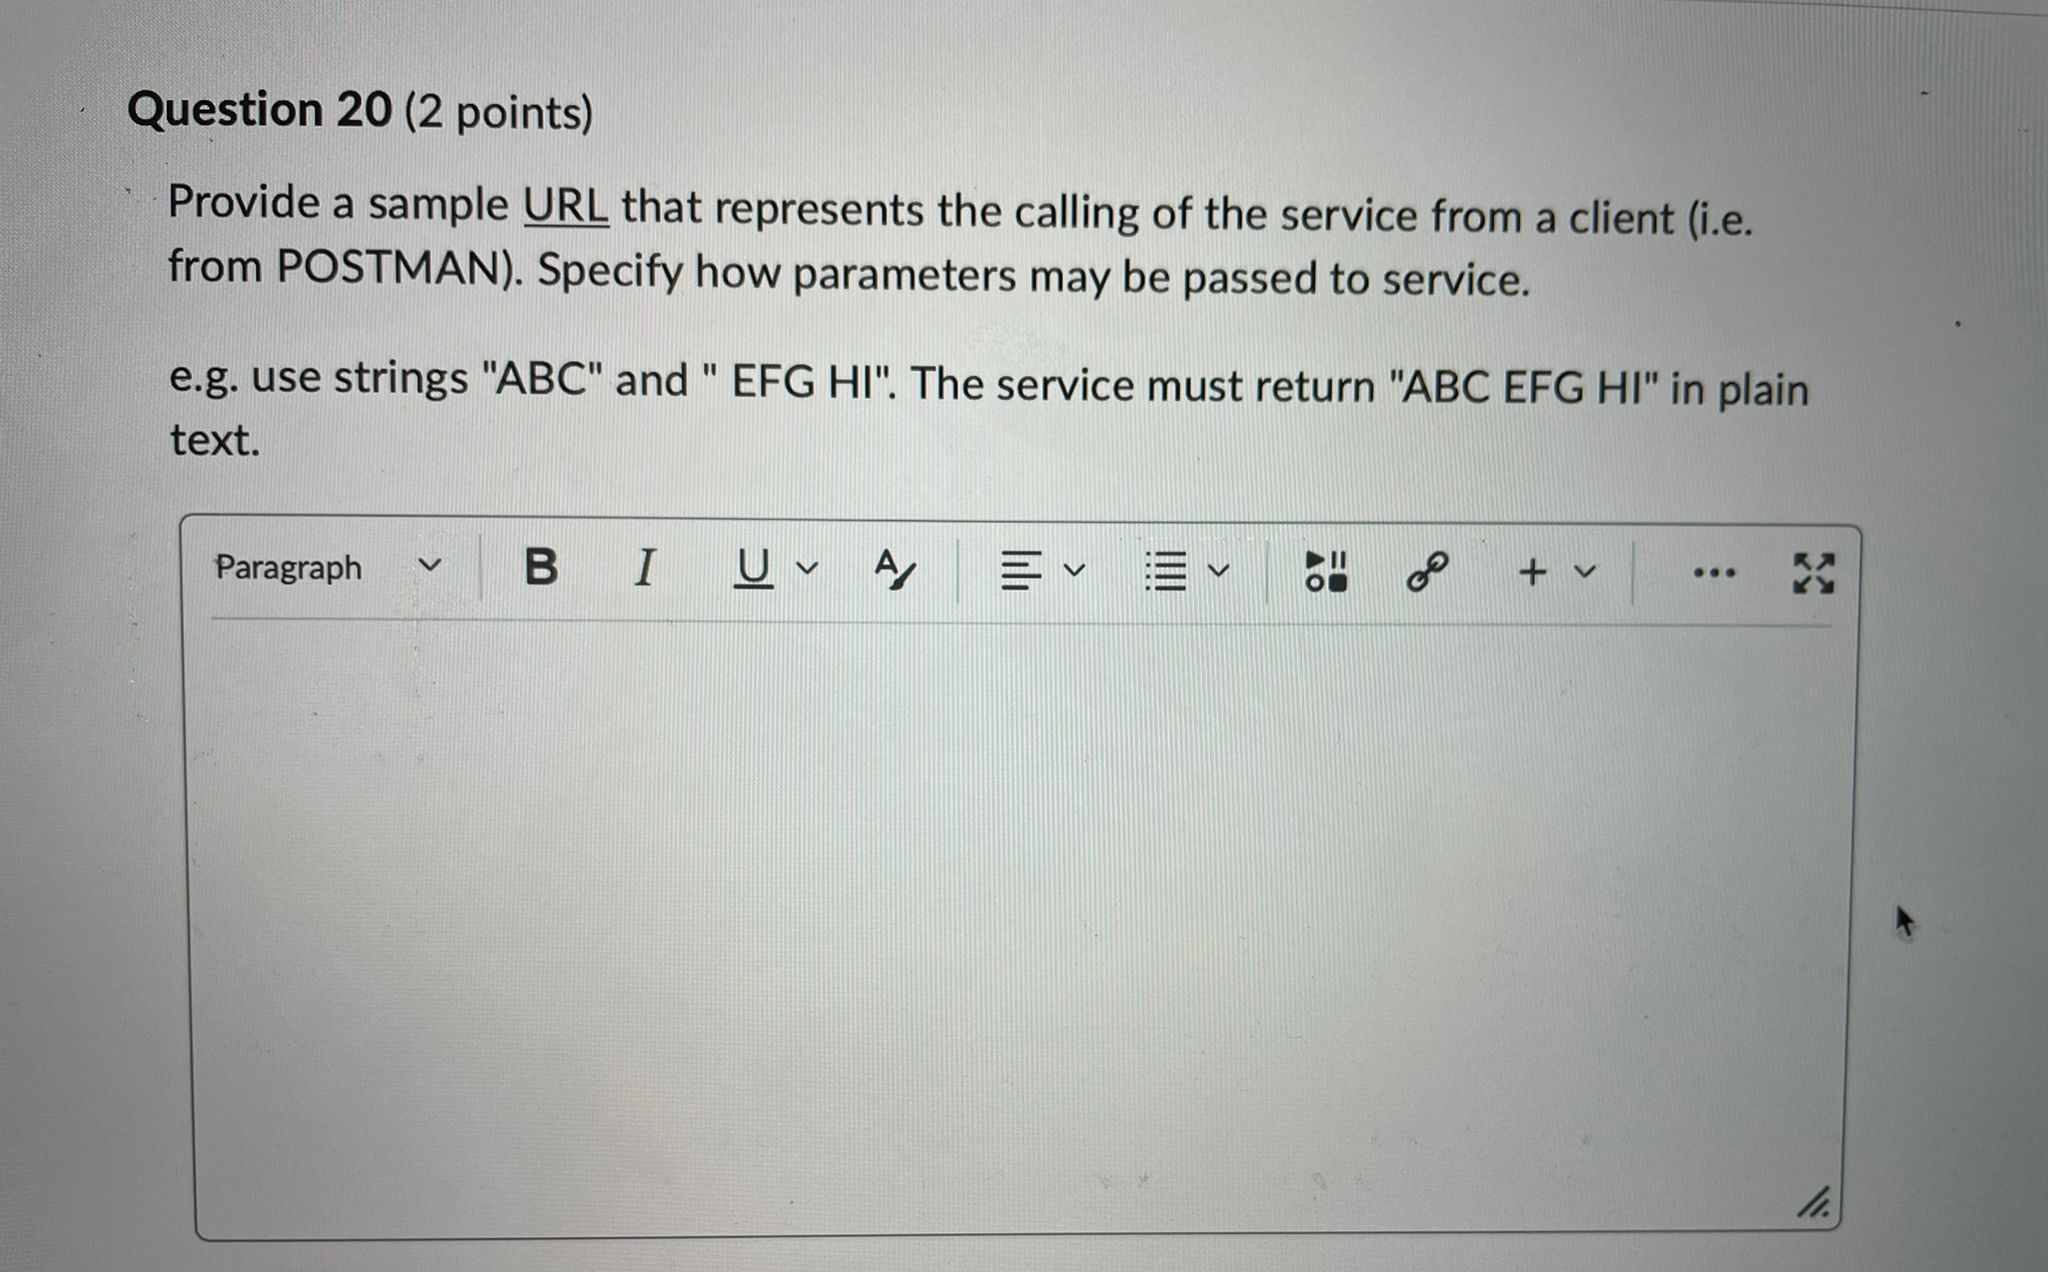 Question 20 (2 points)
Provide a sample URL that represents the calling of the service from a client (i.e.
from POSTMAN). Specify how parameters may be passed to service.
e.g. use strings "ABC" and " EFG HI". The service must return "ABC EFG HI" in plain
text.
Paragraph B I U A